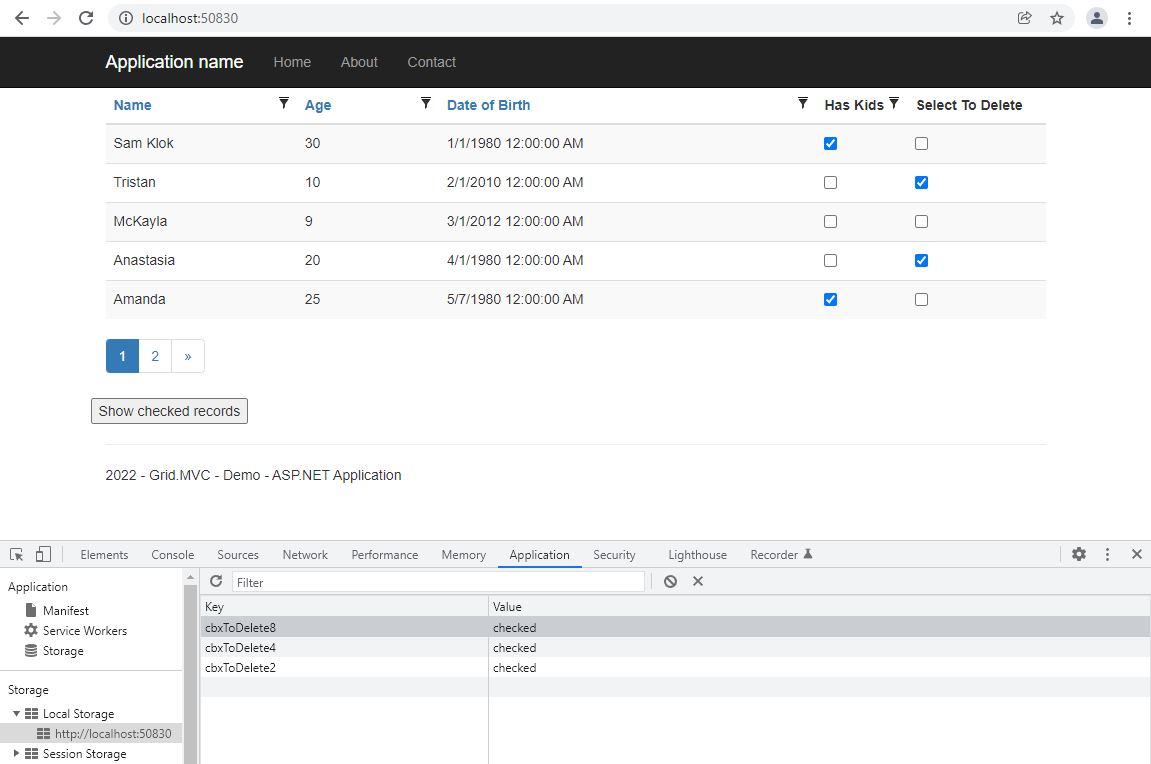 localhost:50830
Application name Home About Contact
Name Age Date of Birth Has Kids Select To Delete
Sam Klok 30 1/1/1980 12:00:00 AM
Tristan 10 2/1/2010 12:00:00 AM
McKayla 9 3/1/2012 12:00:00 AM
Anastasia 20 4/1/1980 12:00:00 AM
Amanda 25 5/7/1980 12:00:00 AM
1 2 »
Show checked records
2022 - Grid.MVC - Demo - ASP.NET Application
Elements Console Sources Network Performance Memory Application Security Lighthouse Recorder
Application
Manifest
Service Workers
Storage
Storage
Local Storage
http://localhost:50830
Session Storage
Filter
Key Value
cbxToDelete8 checked
cbxToDelete4 checked
cbxToDelete2 checked